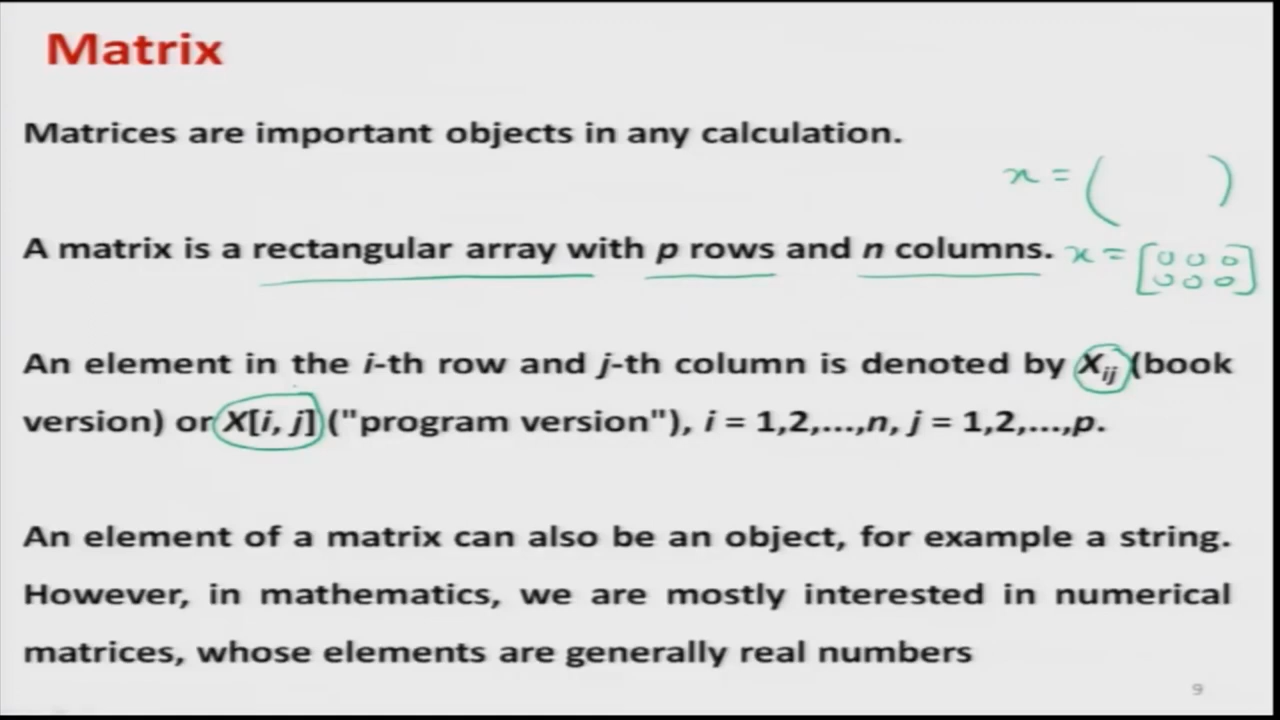 Matrix
Matrices are important objects in any calculation.
x = ( )
A matrix is a rectangular array with p rows and n columns.
x = [0 0 0
0 0 0]
An element in the i-th row and j-th column is denoted by Xij (book
version) or X[i, j] ("program version"), i = 1,2,...,n, j = 1,2,...,p.
An element of a matrix can also be an object, for example a string.
However, in mathematics, we are mostly interested in numerical
matrices, whose elements are generally real numbers
9